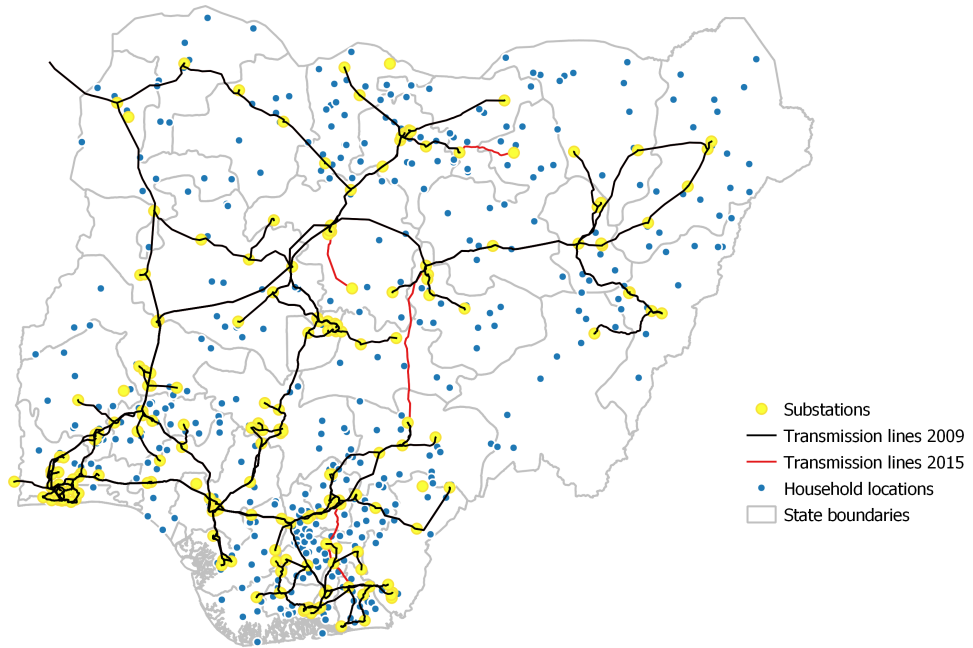 Substations
Transmission lines 2009
Transmission lines 2015
Household locations
State boundaries